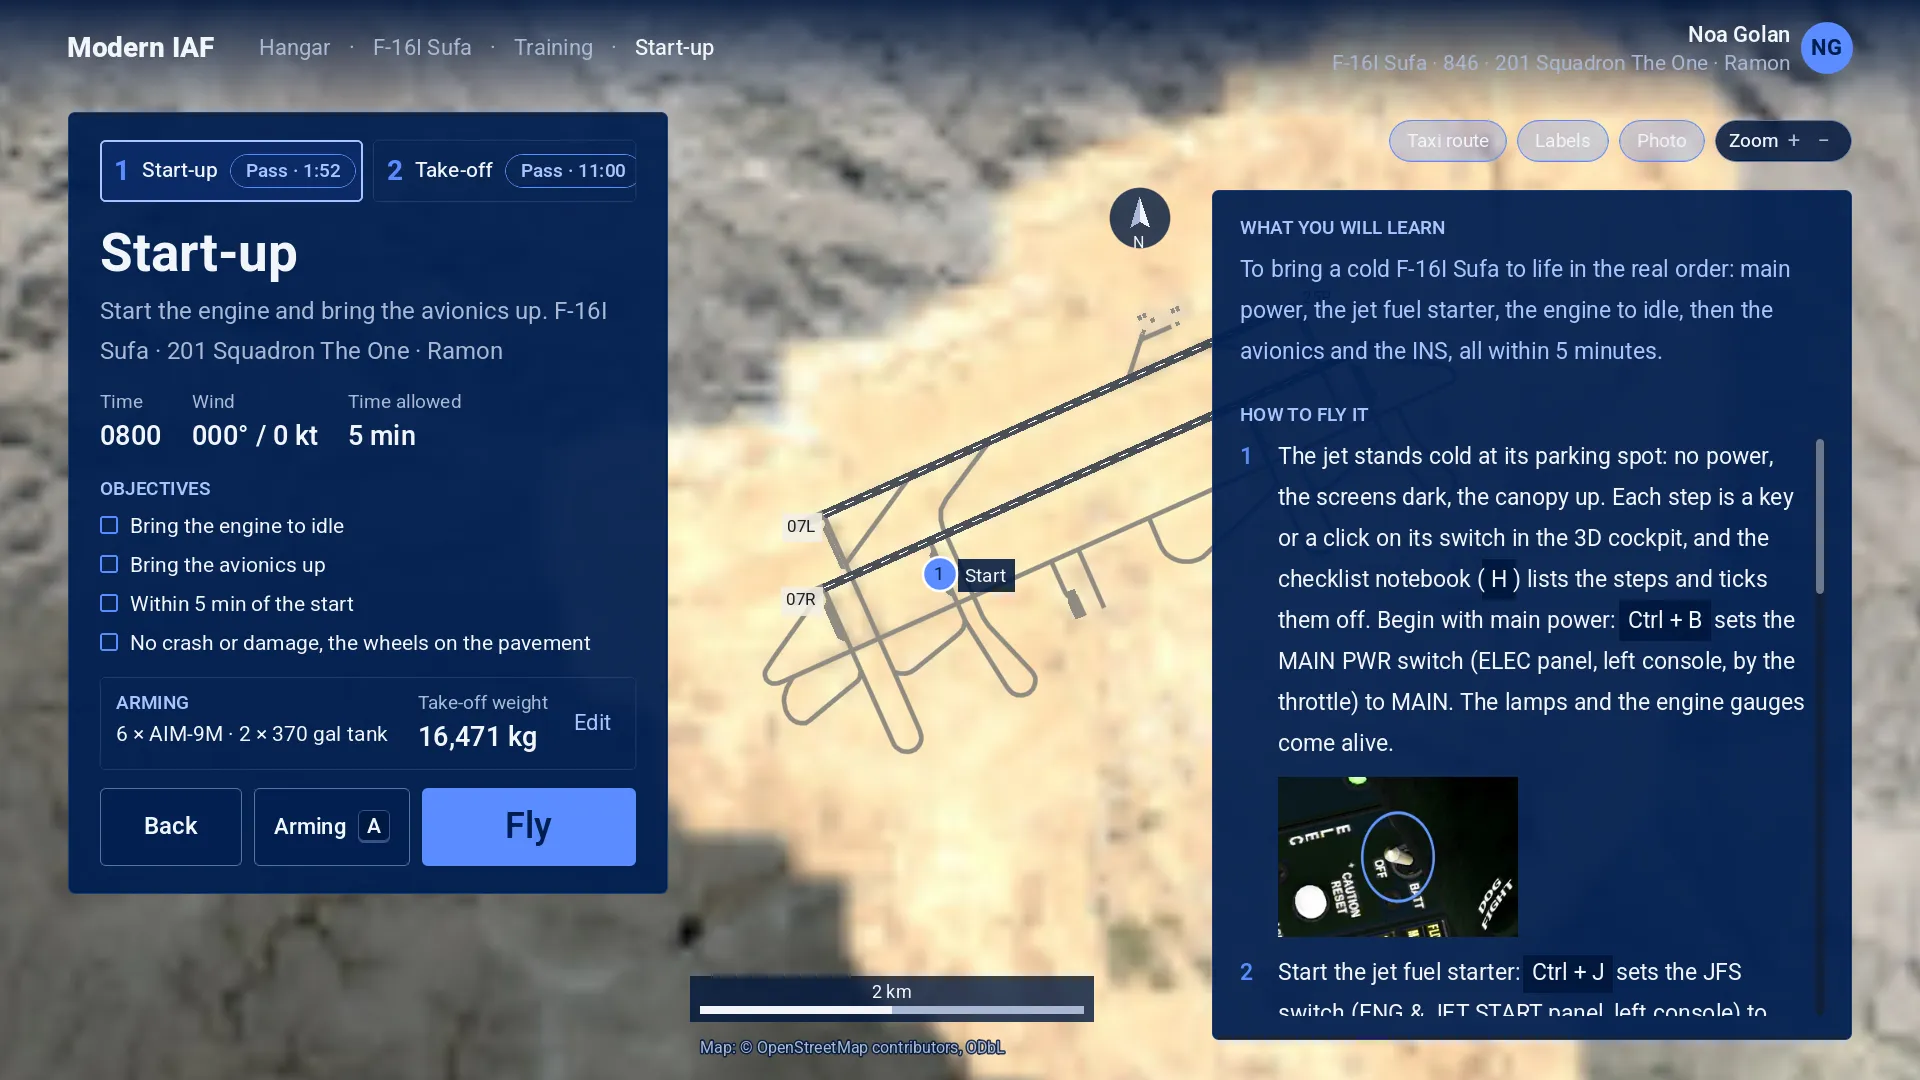 Modern IAF Hangar · F-16I Sufa · Training · Start-up
Noa Golan
F-16I Sufa · 846 · 201 Squadron The One · Ramon
NG
1 Start-up Pass · 1:52
2 Take-off Pass · 11:00
Start-up
Start the engine and bring the avionics up. F-16I
Sufa · 201 Squadron The One · Ramon
Time Wind Time allowed
0800 000° / 0 kt 5 min
OBJECTIVES
Bring the engine to idle
Bring the avionics up
Within 5 min of the start
No crash or damage, the wheels on the pavement
ARMING Take-off weight
6 × AIM-9M · 2 × 370 gal tank 16,471 kg Edit
Back Arming A Fly
Taxi route Labels Photo Zoom + −
N
07L
07R
1 Start
2 km
Map: © OpenStreetMap contributors, ODbL
WHAT YOU WILL LEARN
To bring a cold F-16I Sufa to life in the real order: main
power, the jet fuel starter, the engine to idle, then the
avionics and the INS, all within 5 minutes.
HOW TO FLY IT
1 The jet stands cold at its parking spot: no power,
the screens dark, the canopy up. Each step is a key
or a click on its switch in the 3D cockpit, and the
checklist notebook ( H ) lists the steps and ticks
them off. Begin with main power: Ctrl + B sets the
MAIN PWR switch (ELEC panel, left console, by the
throttle) to MAIN. The lamps and the engine gauges
come alive.
ELEC
OFF
BATT
CAUTION
RESET
DOG
FIGHT
2 Start the jet fuel starter: Ctrl + J sets the JFS
switch (ENG & JET START panel, left console) to